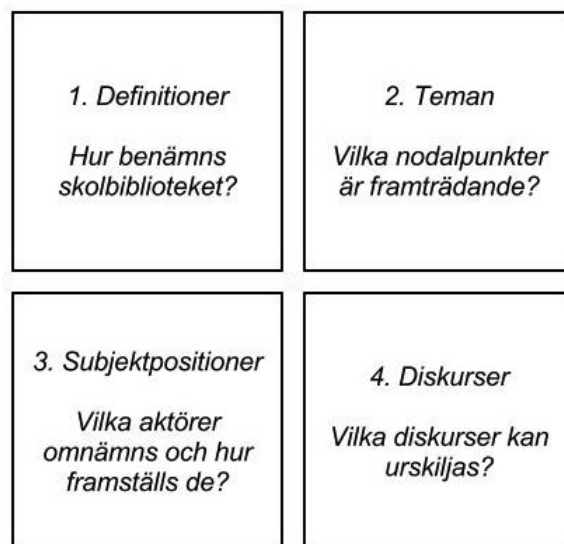 1. Definitioner
Hur benämns
skolbiblioteket?
2. Teman
Vilka nodalpunkter
är framträdande?
3. Subjektpositioner
Vilka aktörer
omnämns och hur
framställs de?
4. Diskurser
Vilka diskurser kan
urskiljas?